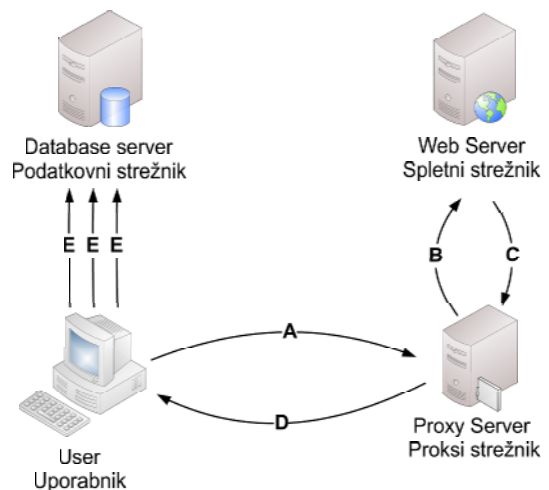 Database server
Podatkovni strežnik
Web Server
Spletni strežnik
E E E
B
C
A
D
User
Uporabnik
Proxy Server
Proksi strežnik